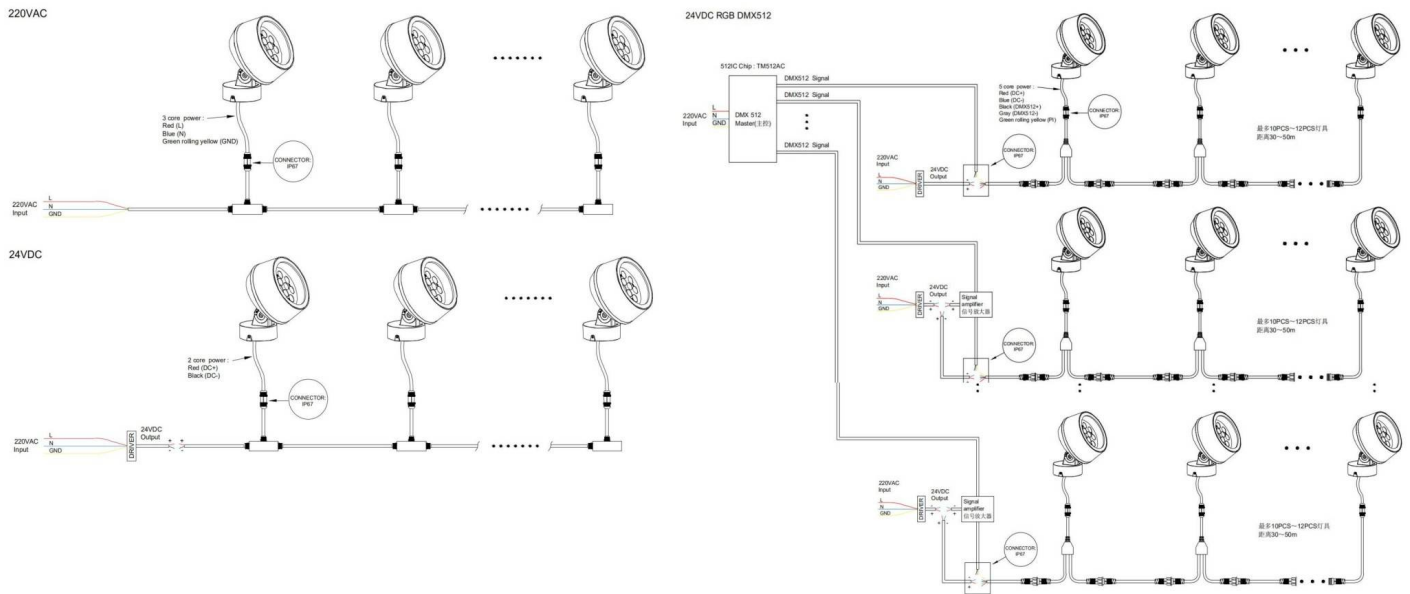 220VAC
3 core power :
Red (L)
Blue (N)
Green rolling yellow (GND)
CONNECTOR:
IP67
220VAC
Input
L
N
GND
24VDC
2 core power :
Red (DC+)
Black (DC-)
CONNECTOR:
IP67
220VAC
Input
L
N
GND
DRIVER
24VDC
Output
+ +
- -
24VDC RGB DMX512
512IC Chip : TM512AC
220VAC
Input
L
N
GND
DMX 512
Master(主控)
DMX512 Signal
DMX512 Signal
DMX512 Signal
5 core power :
Red (DC+)
Blue (DC-)
Black (DMX512+)
Gray (DMX512-)
Green rolling yellow (PI)
CONNECTOR:
IP67
CONNECTOR:
IP67
220VAC
Input
L
N
GND
DRIVER
24VDC
Output
最多10PCS~12PCS灯具
距离30~50m
220VAC
Input
L
N
GND
DRIVER
24VDC
Output
Signal
amplifier
信号放大器
CONNECTOR:
IP67
最多10PCS~12PCS灯具
距离30~50m
220VAC
Input
L
N
GND
DRIVER
24VDC
Output
Signal
amplifier
信号放大器
CONNECTOR:
IP67
最多10PCS~12PCS灯具
距离30~50m